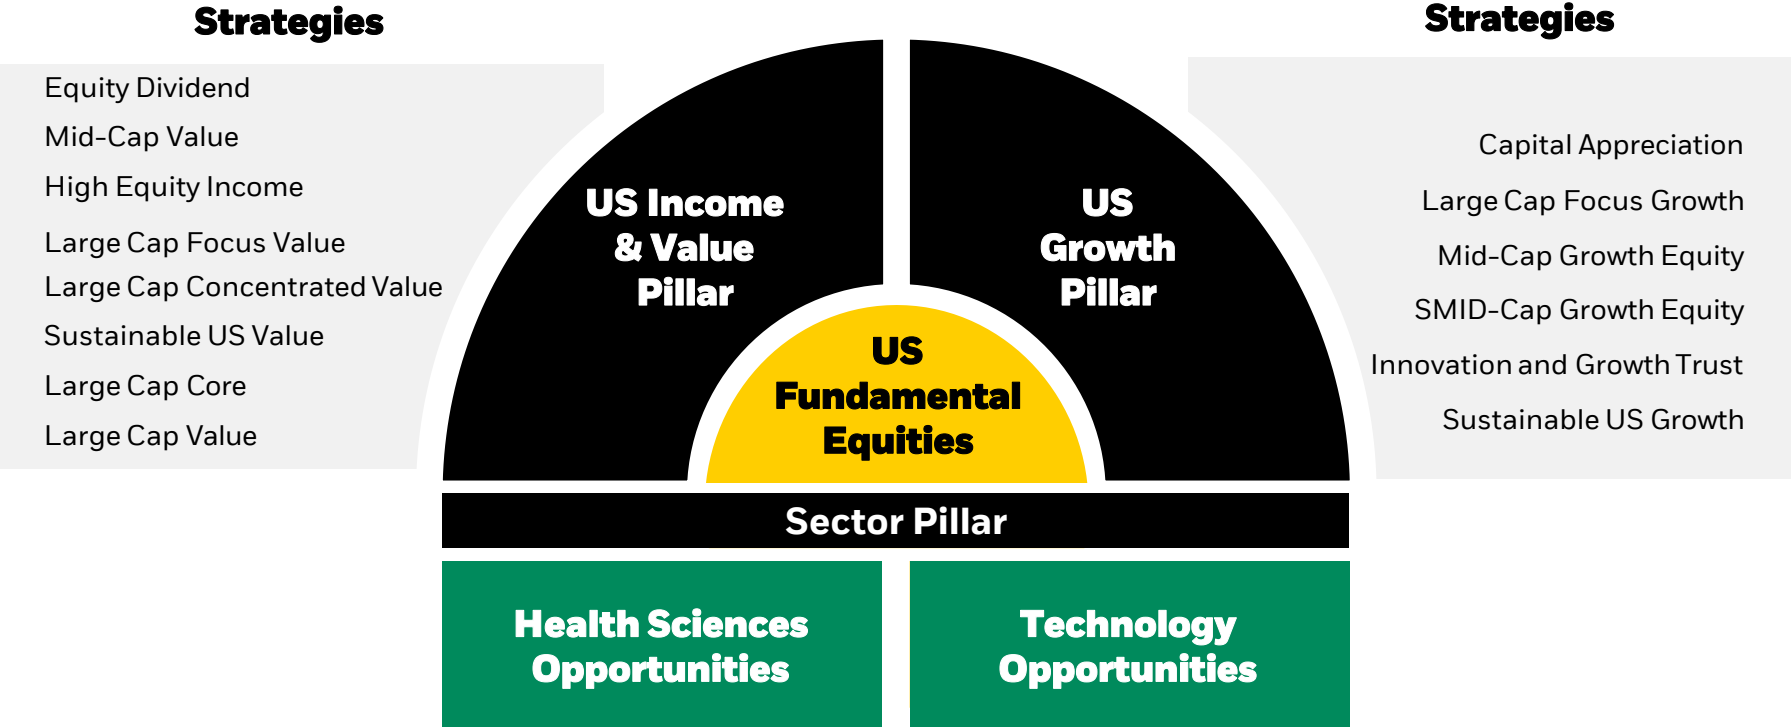 Strategies
Equity Dividend
Mid-Cap Value
High Equity Income
Large Cap Focus Value
Large Cap Concentrated Value
Sustainable US Value
Large Cap Core
Large Cap Value
US Income
& Value
Pillar
US
Growth
Pillar
US
Fundamental
Equities
Strategies
Capital Appreciation
Large Cap Focus Growth
Mid-Cap Growth Equity
SMID-Cap Growth Equity
Innovation and Growth Trust
Sustainable US Growth
Sector Pillar
Health Sciences
Opportunities
Technology
Opportunities